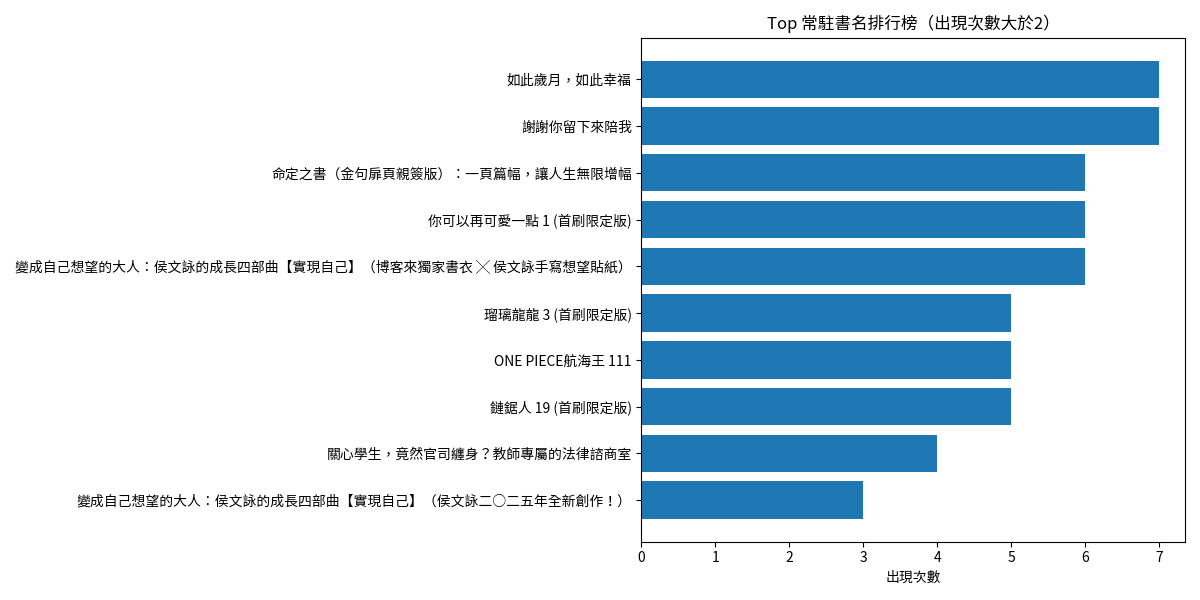 Top 常駐書名排行榜（出現次數大於2）
如此歲月，如此幸福
謝謝你留下來陪我
命定之書（金句扉頁親簽版）：一頁篇幅，讓人生無限增幅
你可以再可愛一點 1 (首刷限定版)
變成自己想望的大人：侯文詠的成長四部曲【實現自己】（博客來獨家書衣 ╳ 侯文詠手寫想望貼紙）
瑠璃龍龍 3 (首刷限定版)
ONE PIECE航海王 111
鏈鋸人 19 (首刷限定版)
關心學生，竟然官司纏身？教師專屬的法律諮商室
變成自己想望的大人：侯文詠的成長四部曲【實現自己】（侯文詠二○二五年全新創作！）
0 1 2 3 4 5 6 7
出現次數